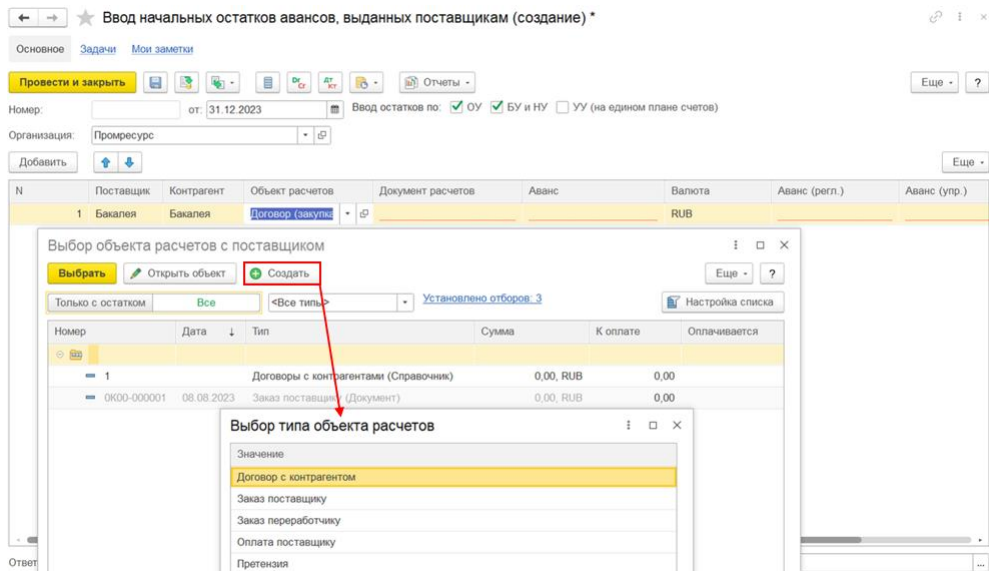 Ввод начальных остатков авансов, выданных поставщикам (создание) *
Основное Задачи Мои заметки
Провести и закрыть Dr Cr Дт Кт Отчеты Еще ?
Номер: от: 31.12.2023 Ввод остатков по: ОУ БУ и НУ УУ (на едином плане счетов)
Организация: Промресурс
Добавить Еще
N Поставщик Контрагент Объект расчетов Документ расчетов Аванс Валюта Аванс (регл.) Аванс (упр.)
1 Бакалея Бакалея Договор (закупка RUB
Выбор объекта расчетов с поставщиком
Выбрать Открыть объект Создать Еще ?
Только с остатком Все <Все типы> Установлено отборов: 3 Настройка списка
Номер Дата ↓ Тип Сумма К оплате Оплачивается
1 Договоры с контрагентами (Справочник) 0,00, RUB 0,00
0К00-000001 08.08.2023 Заказ поставщику (Документ) 0,00, RUB 0,00
Выбор типа объекта расчетов
Значение
Договор с контрагентом
Заказ поставщику
Заказ переработчику
Оплата поставщику
Ответ
Претензия